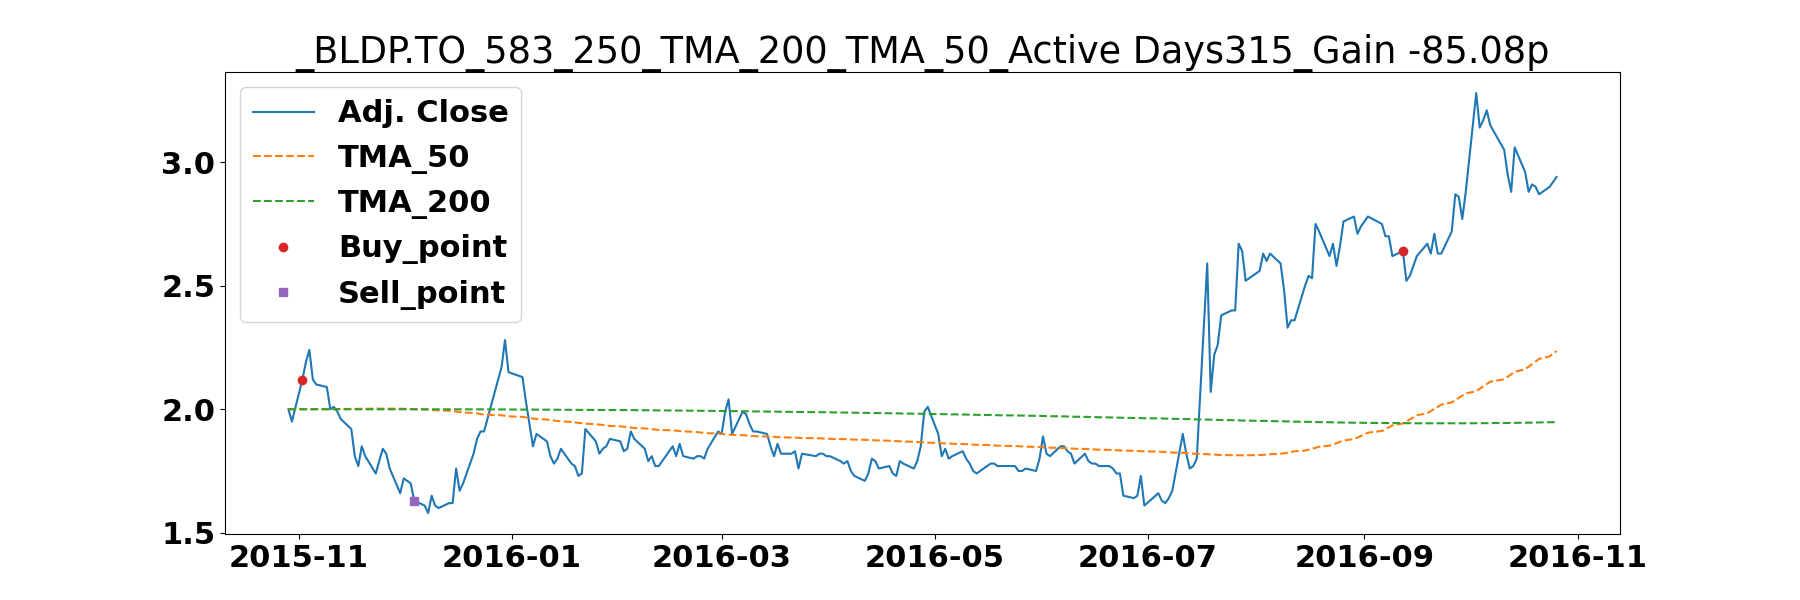 _BLDP.TO_583_250_TMA_200_TMA_50_Active Days315_Gain -85.08p
Adj. Close
TMA_50
TMA_200
Buy_point
Sell_point
3.0
2.5
2.0
1.5
2015-11 2016-01 2016-03 2016-05 2016-07 2016-09 2016-11